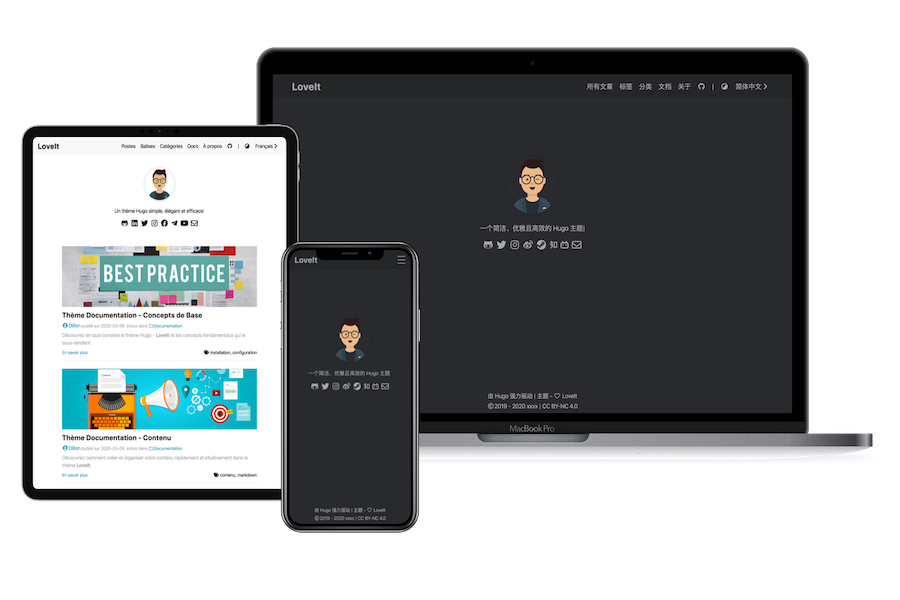 LoveIt
所有文章 标签 分类 文档 关于 | 简体中文
一个简洁、优雅且高效的 Hugo 主题|
知
由 Hugo 强力驱动 | 主题 - LoveIt
© 2019 - 2020 xxxx | CC BY-NC 4.0
MacBook Pro
LoveIt
Postes Balises Catégories Docs À propos | Français
Un thème Hugo simple, élégant et efficace|
BEST PRACTICE
Thème Documentation - Concepts de Base
Dillon publié sur 2020-03-06 inclus dans Documentation
Découvrez en quoi consiste le thème Hugo - LoveIt et les concepts fondamentaux qui le
sous-tendent.
En savoir plus
installation, configuration
Thème Documentation - Contenu
Dillon publié sur 2020-03-05 inclus dans Documentation
Découvrez comment créer et organiser votre contenu rapidement et intuitivement dans le
thème LoveIt.
En savoir plus
contenu, markdown
LoveIt
一个简洁、优雅且高效的 Hugo 主题
知
由 Hugo 强力驱动 | 主题 - LoveIt
© 2019 - 2020 xxxx | CC BY-NC 4.0